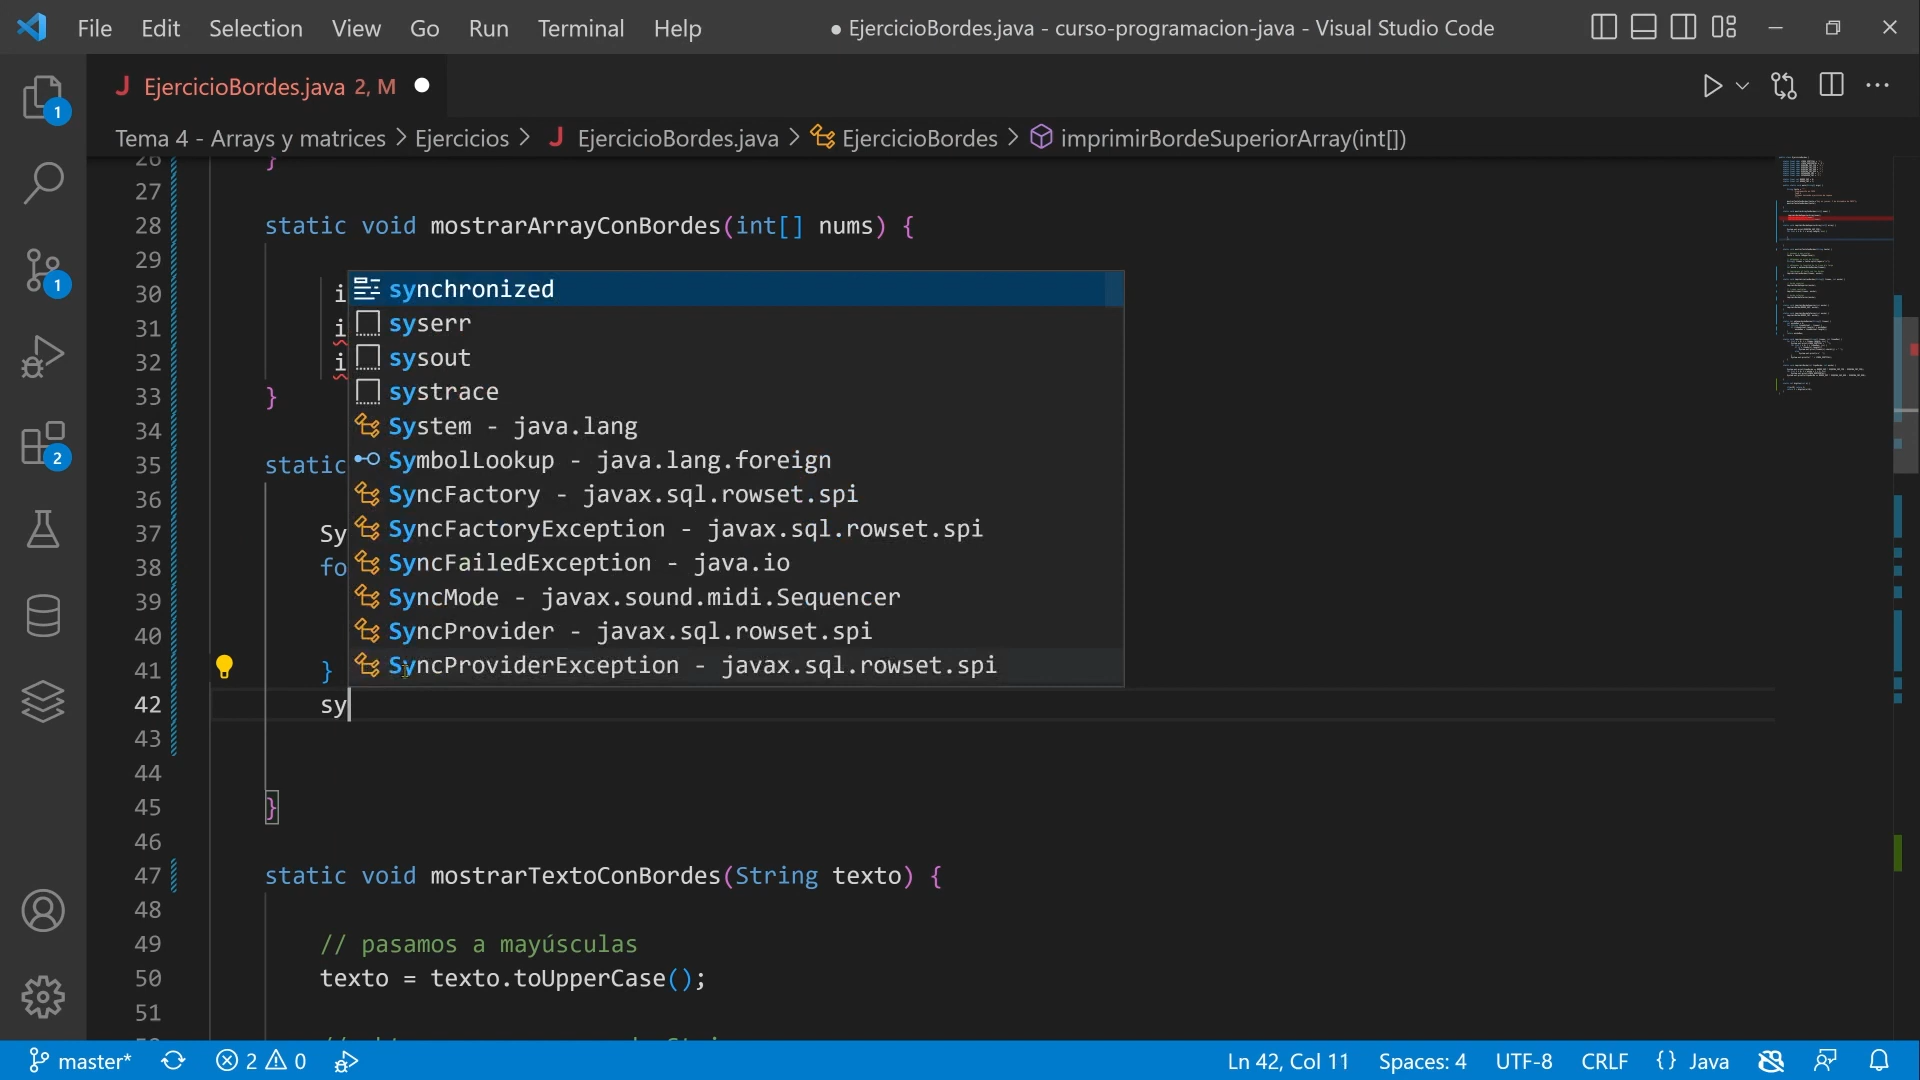 File Edit Selection View Go Run Terminal Help ● EjercicioBordes.java - curso-programacion-java - Visual Studio Code
J EjercicioBordes.java 2, M
1
Tema 4 - Arrays y matrices > Ejercicios > J EjercicioBordes.java > EjercicioBordes > imprimirBordeSuperiorArray(int[])
26 }
27
28 static void mostrarArrayConBordes(int[] nums) {
29
1
synchronized
30 i
syserr
31 i
sysout
32 i
systrace
33 }
System - java.lang
34
2
SymbolLookup - java.lang.foreign
35 static
SyncFactory - javax.sql.rowset.spi
36
SyncFactoryException - javax.sql.rowset.spi
37 Sy
SyncFailedException - java.io
38 fo
SyncMode - javax.sound.midi.Sequencer
39
SyncProvider - javax.sql.rowset.spi
40
SyncProviderException - javax.sql.rowset.spi
41 }
42 sy
43
44
45 }
46
47 static void mostrarTextoConBordes(String texto) {
48
49 // pasamos a mayúsculas
50 texto = texto.toUpperCase();
51
master* 2 0 Ln 42, Col 11 Spaces: 4 UTF-8 CRLF {} Java